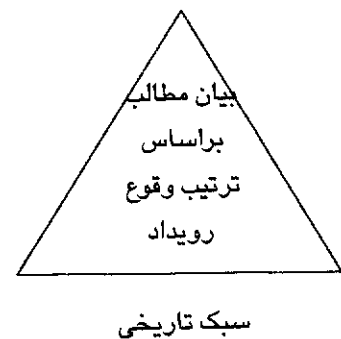 بیان مطالب
براساس
ترتیب وقوع
رویداد
سبک تاریخی